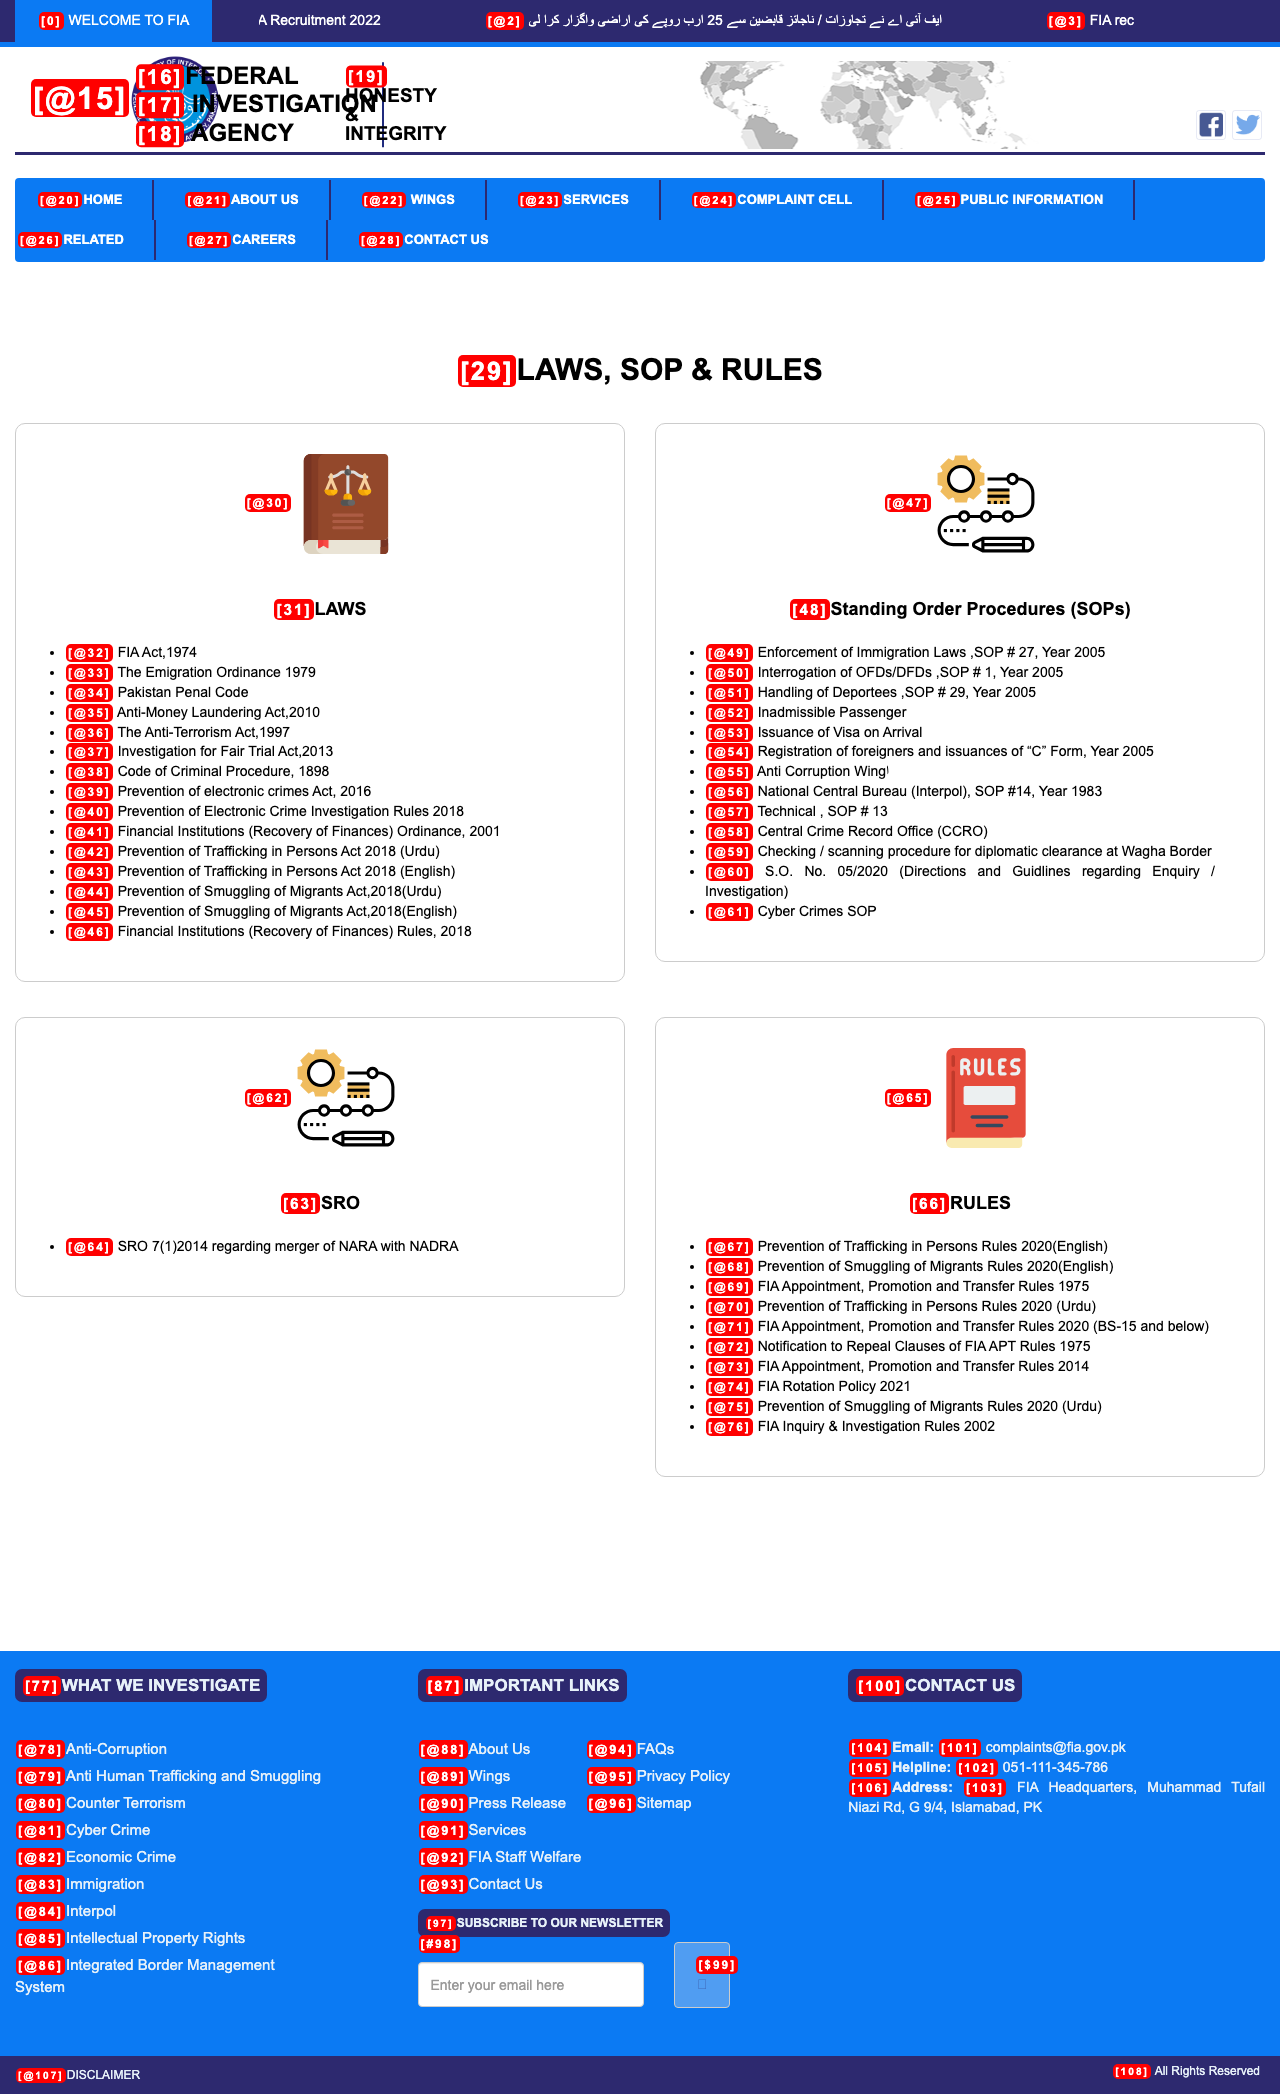 [0] WELCOME TO FIA
A Recruitment 2022
[@2] ایف آئی اے نے تجاوزات / ناجائز قابضین سے 25 ارب روپے کی اراضی واگزار کرا لی
[@3] FIA rec
[@15]
[16] FEDERAL
[17] INVESTIGATION
[18] AGENCY
[19]
HONESTY
&
INTEGRITY
[@20] HOME
[@21] ABOUT US
[@22] WINGS
[@23] SERVICES
[@24] COMPLAINT CELL
[@25] PUBLIC INFORMATION
[@26] RELATED
[@27] CAREERS
[@28] CONTACT US
[29] LAWS, SOP & RULES
[@30]
[31] LAWS
[@32] FIA Act,1974
[@33] The Emigration Ordinance 1979
[@34] Pakistan Penal Code
[@35] Anti-Money Laundering Act,2010
[@36] The Anti-Terrorism Act,1997
[@37] Investigation for Fair Trial Act,2013
[@38] Code of Criminal Procedure, 1898
[@39] Prevention of electronic crimes Act, 2016
[@40] Prevention of Electronic Crime Investigation Rules 2018
[@41] Financial Institutions (Recovery of Finances) Ordinance, 2001
[@42] Prevention of Trafficking in Persons Act 2018 (Urdu)
[@43] Prevention of Trafficking in Persons Act 2018 (English)
[@44] Prevention of Smuggling of Migrants Act,2018(Urdu)
[@45] Prevention of Smuggling of Migrants Act,2018(English)
[@46] Financial Institutions (Recovery of Finances) Rules, 2018
[@47]
[48] Standing Order Procedures (SOPs)
[@49] Enforcement of Immigration Laws ,SOP # 27, Year 2005
[@50] Interrogation of OFDs/DFDs ,SOP # 1, Year 2005
[@51] Handling of Deportees ,SOP # 29, Year 2005
[@52] Inadmissible Passenger
[@53] Issuance of Visa on Arrival
[@54] Registration of foreigners and issuances of “C” Form, Year 2005
[@55] Anti Corruption Wing
[@56] National Central Bureau (Interpol), SOP #14, Year 1983
[@57] Technical , SOP # 13
[@58] Central Crime Record Office (CCRO)
[@59] Checking / scanning procedure for diplomatic clearance at Wagha Border
[@60] S.O. No. 05/2020 (Directions and Guidlines regarding Enquiry /
Investigation)
[@61] Cyber Crimes SOP
[@62]
[63] SRO
[@64] SRO 7(1)2014 regarding merger of NARA with NADRA
[@65]
RULES
[66] RULES
[@67] Prevention of Trafficking in Persons Rules 2020(English)
[@68] Prevention of Smuggling of Migrants Rules 2020(English)
[@69] FIA Appointment, Promotion and Transfer Rules 1975
[@70] Prevention of Trafficking in Persons Rules 2020 (Urdu)
[@71] FIA Appointment, Promotion and Transfer Rules 2020 (BS-15 and below)
[@72] Notification to Repeal Clauses of FIA APT Rules 1975
[@73] FIA Appointment, Promotion and Transfer Rules 2014
[@74] FIA Rotation Policy 2021
[@75] Prevention of Smuggling of Migrants Rules 2020 (Urdu)
[@76] FIA Inquiry & Investigation Rules 2002
[77] WHAT WE INVESTIGATE
[@78] Anti-Corruption
[@79] Anti Human Trafficking and Smuggling
[@80] Counter Terrorism
[@81] Cyber Crime
[@82] Economic Crime
[@83] Immigration
[@84] Interpol
[@85] Intellectual Property Rights
[@86] Integrated Border Management
System
[87] IMPORTANT LINKS
[@88] About Us
[@89] Wings
[@90] Press Release
[@91] Services
[@92] FIA Staff Welfare
[@93] Contact Us
[@94] FAQs
[@95] Privacy Policy
[@96] Sitemap
[97] SUBSCRIBE TO OUR NEWSLETTER
[#98]
Enter your email here
[$99]
[100] CONTACT US
[104] Email: [101] complaints@fia.gov.pk
[105] Helpline: [102] 051-111-345-786
[106] Address: [103] FIA Headquarters, Muhammad Tufail
Niazi Rd, G 9/4, Islamabad, PK
[@107] DISCLAIMER
[108] All Rights Reserved